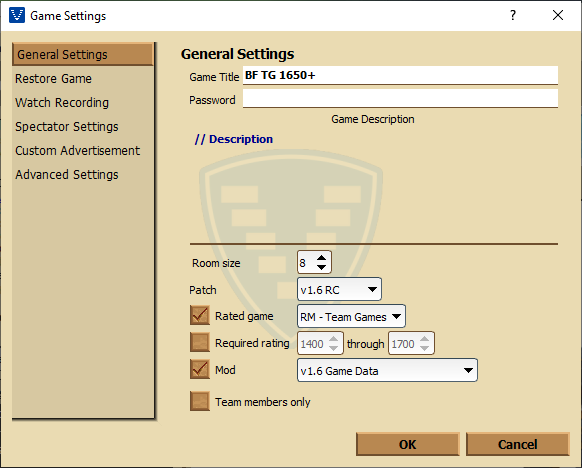 Game Settings
?
General Settings
Restore Game
Watch Recording
Spectator Settings
Custom Advertisement
Advanced Settings
General Settings
Game Title BF TG 1650+
Password
Game Description
// Description
Room size 8
Patch v1.6 RC
Rated game RM - Team Games
Required rating 1400 through 1700
Mod v1.6 Game Data
Team members only
OK Cancel